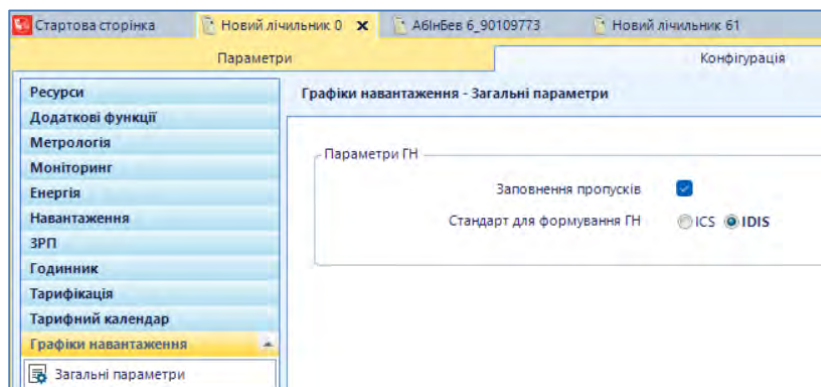 Стартова сторінка
Новий лічильник 0
АбІнБев 6_90109773
Новий лічильник 61
Параметри
Конфігурація
Ресурси
Додаткові функції
Метрологія
Моніторинг
Енергія
Навантаження
ЗРП
Годинник
Тарифікація
Тарифний календар
Графіки навантаження
Загальні параметри
Графіки навантаження - Загальні параметри
Параметри ГН
Заповнення пропусків
Стандарт для формування ГН ICS IDIS